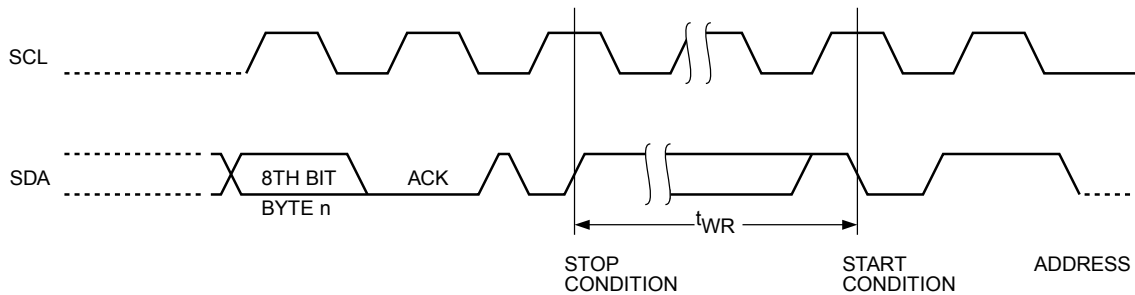 SCL
SDA
8TH BIT
ACK
BYTE n
tWR
STOP
CONDITION
START
CONDITION
ADDRESS